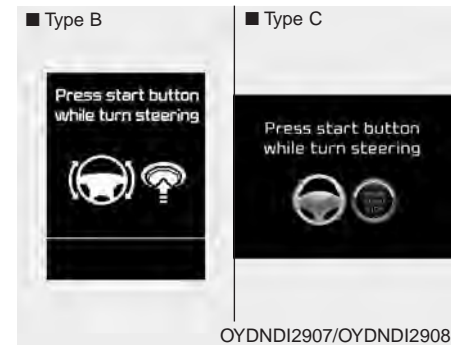 ■ Type B
Press start button
while turn steering
■ Type C
Press start button
while turn steering
OYDNDI2907/OYDNDI2908